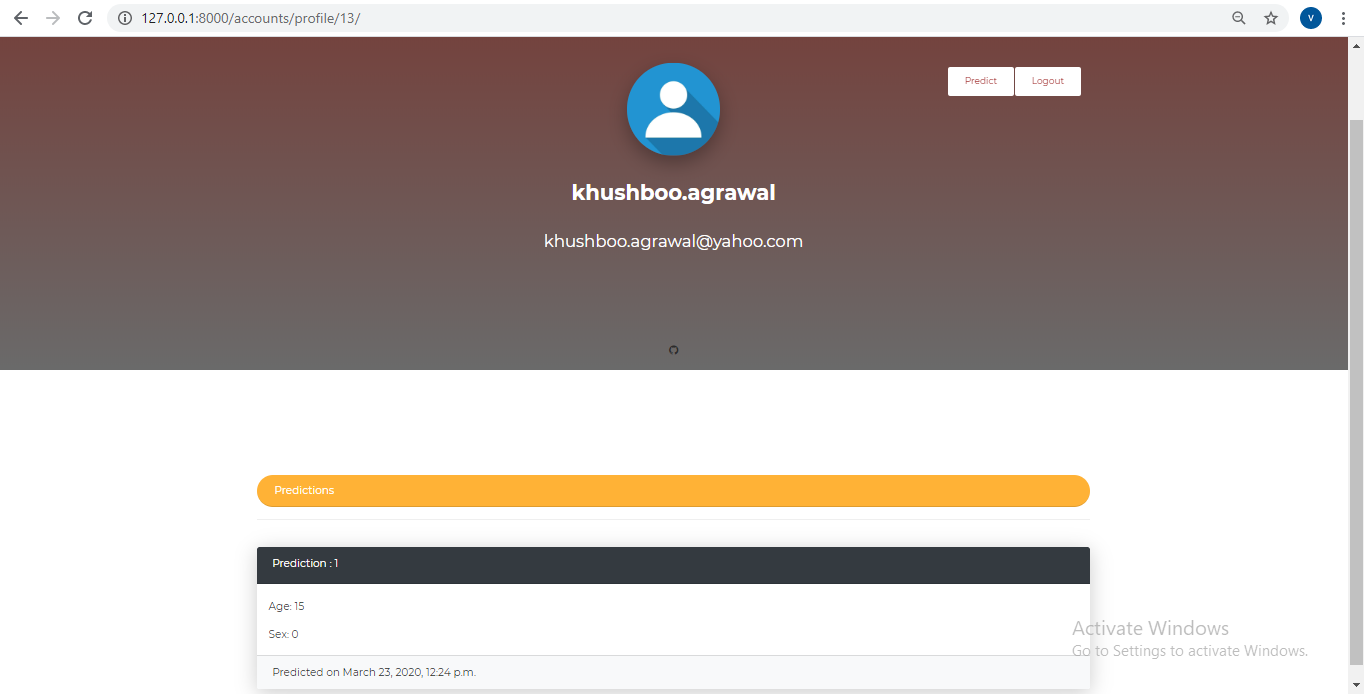 127.0.0.1:8000/accounts/profile/13/
V
Predict
Logout
khushboo.agrawal
khushboo.agrawal@yahoo.com
Predictions
Prediction : 1
Age: 15
Sex: 0
Activate Windows
Go to Settings to activate Windows.
Predicted on March 23, 2020, 12:24 p.m.